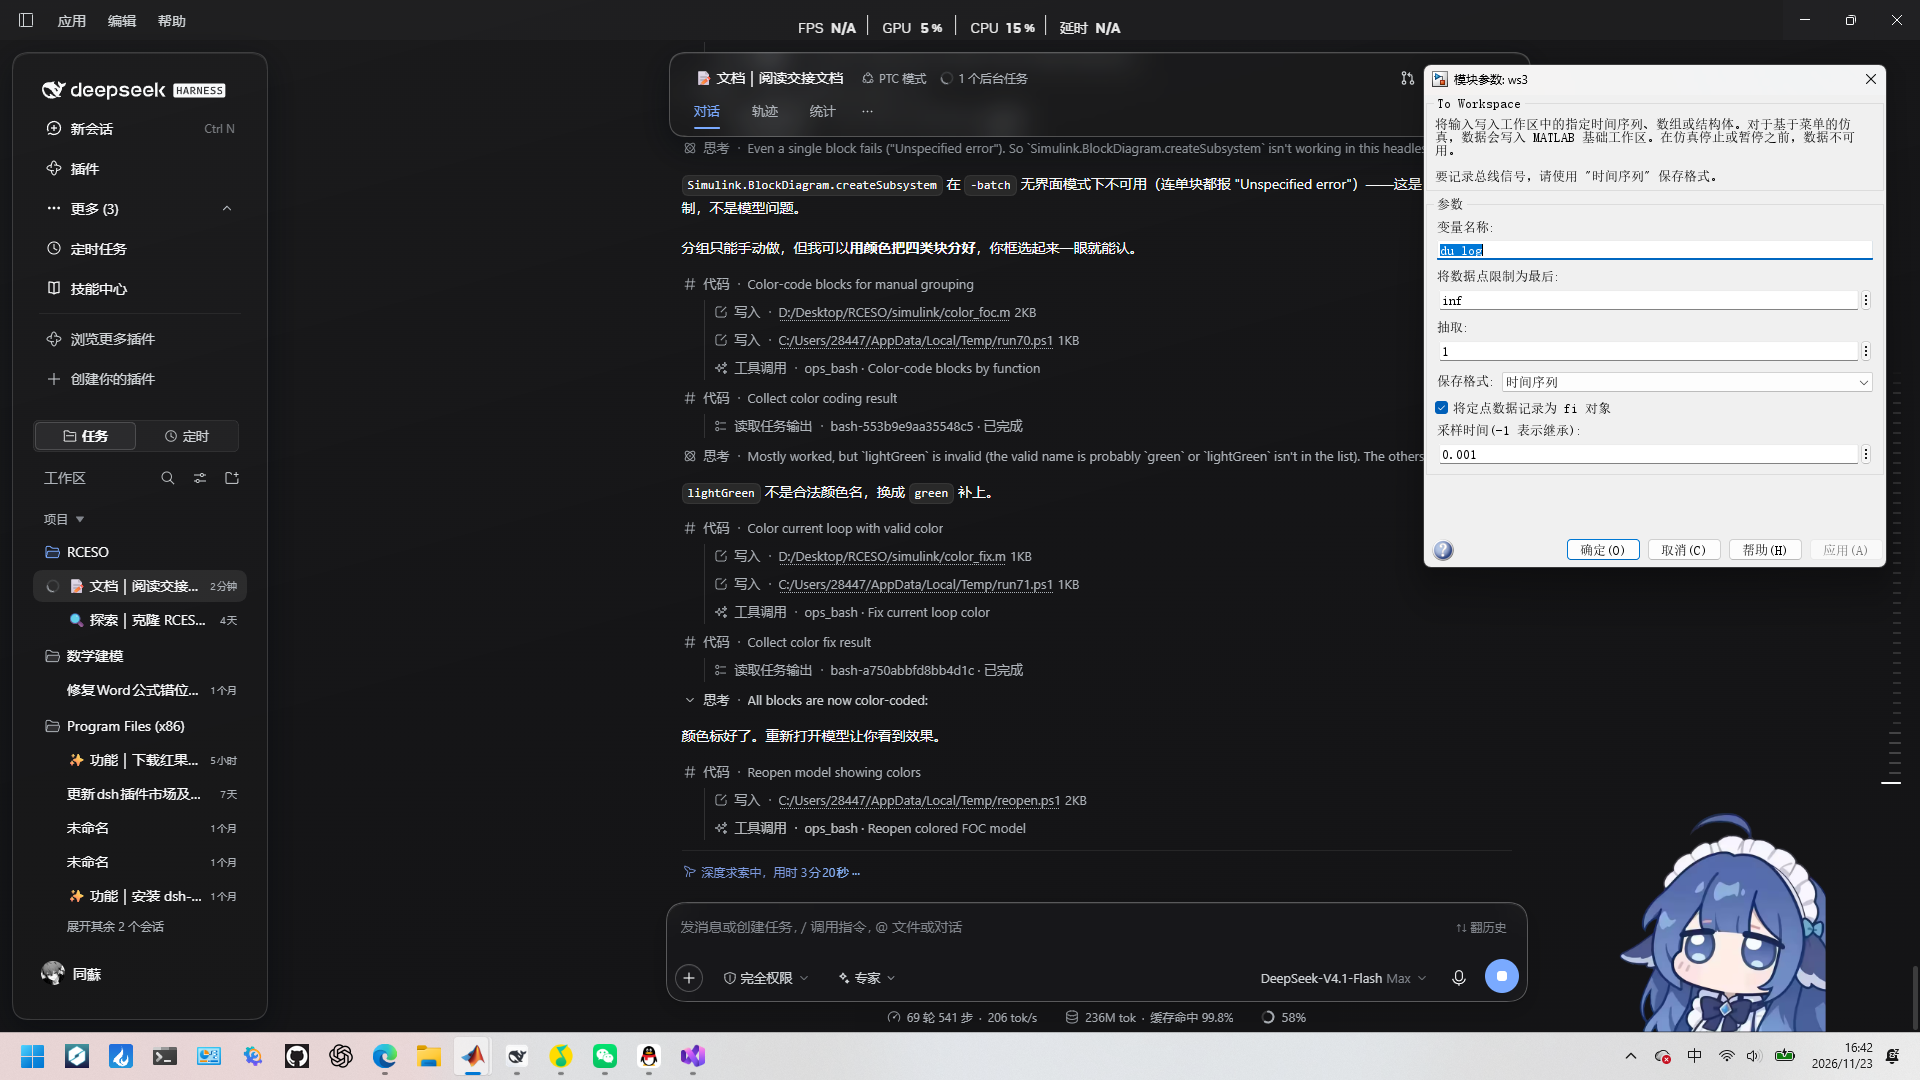 应用 编辑 帮助
FPS N/A GPU 5% CPU 15% 延时 N/A
deepseek HARNESS
新会话 Ctrl N
插件
更多 (3)
定时任务
技能中心
浏览更多插件
创建你的插件
任务 定时
工作区
项目
RCESO
文档 | 阅读交接... 2分钟
探索 | 克隆 RCES... 4天
数学建模
修复Word公式错位... 1个月
Program Files (x86)
功能 | 下载红果... 5小时
更新dsh插件市场及... 7天
未命名 1个月
未命名 1个月
功能 | 安装 dsh-... 1个月
展开其余 2 个会话
同蘇
文档 | 阅读交接文档 PTC 模式 1 个后台任务
对话 轨迹 统计 ...
思考 · Even a single block fails ("Unspecified error"). So `Simulink.BlockDiagram.createSubsystem` isn't working in this headles
Simulink.BlockDiagram.createSubsystem 在 -batch 无界面模式下不可用（连单块都报 "Unspecified error"）——这是
制，不是模型问题。
分组只能手动做，但我可以用颜色把四类块分好，你框选起来一眼就能认。
代码 · Color-code blocks for manual grouping
写入 · D:/Desktop/RCESO/simulink/color_foc.m 2KB
写入 · C:/Users/28447/AppData/Local/Temp/run70.ps1 1KB
工具调用 · ops_bash · Color-code blocks by function
代码 · Collect color coding result
读取任务输出 · bash-553b9e9aa35548c5 · 已完成
思考 · Mostly worked, but `lightGreen` is invalid (the valid name is probably `green` or `lightGreen` isn't in the list). The others
lightGreen 不是合法颜色名，换成 green 补上。
代码 · Color current loop with valid color
写入 · D:/Desktop/RCESO/simulink/color_fix.m 1KB
写入 · C:/Users/28447/AppData/Local/Temp/run71.ps1 1KB
工具调用 · ops_bash · Fix current loop color
代码 · Collect color fix result
读取任务输出 · bash-a750abbfd8bb4d1c · 已完成
思考 · All blocks are now color-coded:
颜色标好了。重新打开模型让你看到效果。
代码 · Reopen model showing colors
写入 · C:/Users/28447/AppData/Local/Temp/reopen.ps1 2KB
工具调用 · ops_bash · Reopen colored FOC model
深度求索中，用时 3分20秒 ...
发消息或创建任务, / 调用指令, @ 文件或对话 ↑↓ 翻历史
完全权限 专家 DeepSeek-V4.1-Flash Max
69 轮 541 步 · 206 tok/s 236M tok · 缓存命中 99.8% 58%
模块参数: ws3
To Workspace
将输入写入工作区中的指定时间序列、数组或结构体。对于基于菜单的仿
真，数据会写入 MATLAB 基础工作区。在仿真停止或暂停之前，数据不可
用。
要记录总线信号，请使用 "时间序列" 保存格式。
参数
变量名称:
du_log
将数据点限制为最后:
inf
抽取:
1
保存格式: 时间序列
将定点数据记录为 fi 对象
采样时间(-1 表示继承):
0.001
确定(O) 取消(C) 帮助(H) 应用(A)
中
16:42
2026/11/23